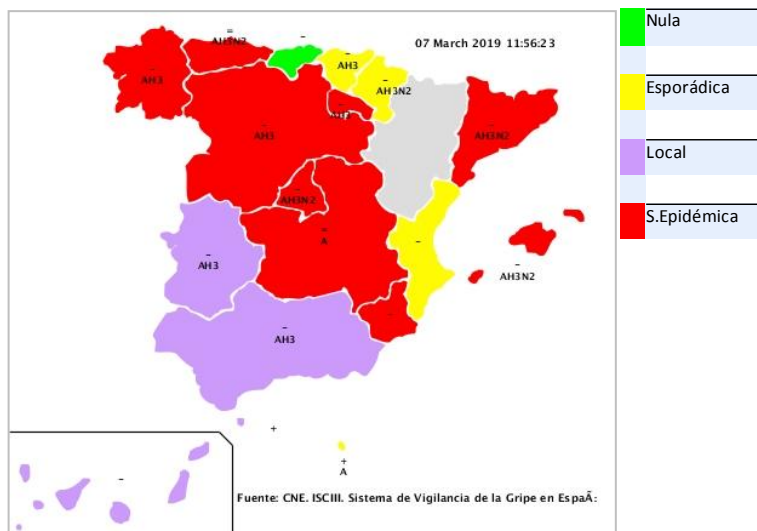 07 March 2019 11:56:23
Nula
Esporádica
Local
S.Epidémica
=
AH3N2
–
–
AH3
–
AH3
–
AH3N2
–
–
AH3
–
AH3N2
–
AH3N2
=
A
–
–
AH3
–
AH3N2
–
–
AH3
+
–
+
A
Fuente: CNE. ISCIII. Sistema de Vigilancia de la Gripe en EspaÃ: